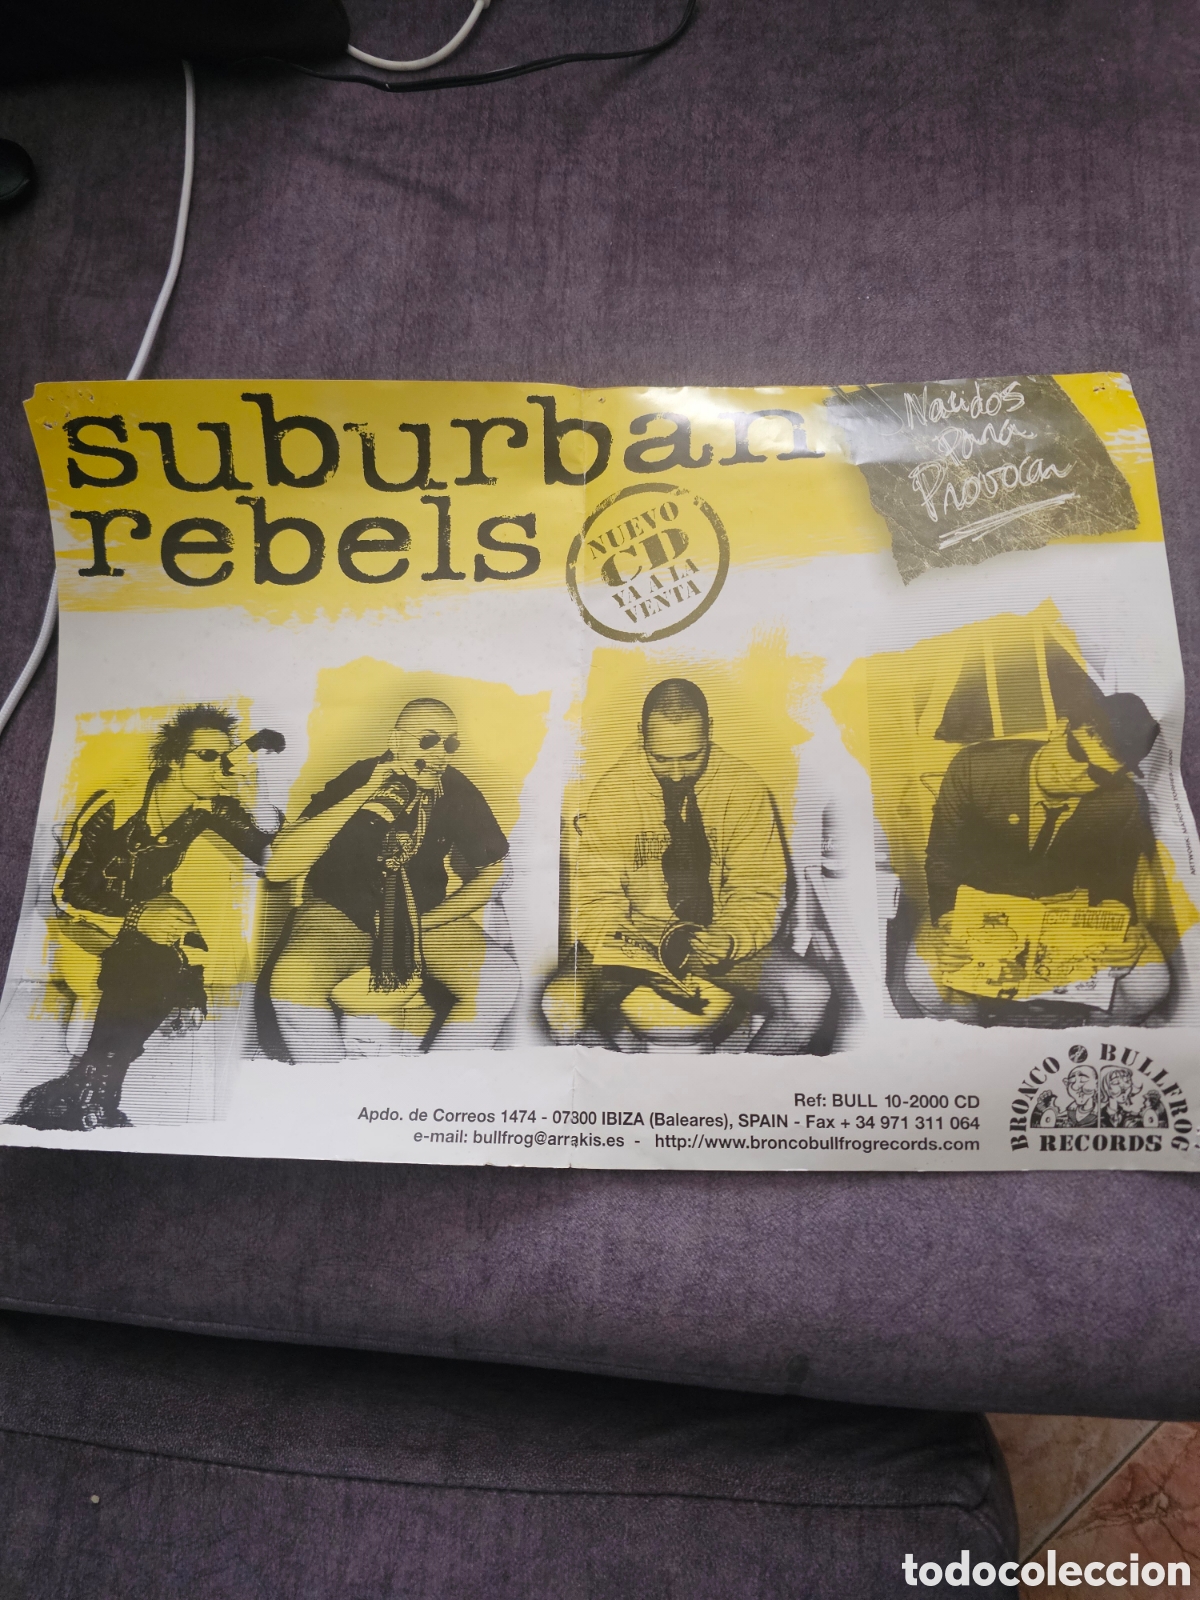 suburban
rebels
NUEVO
CD
YA A LA
VENTA
Nacidos
Para
Provocar
Ref: BULL 10-2000 CD
Apdo. de Correos 1474 - 07300 IBIZA (Baleares), SPAIN - Fax + 34 971 311 064
e-mail: bullfrog@arrakis.es - http://www.broncobullfrogrecords.com
BRONCO BULLFROG
RECORDS
todocoleccion